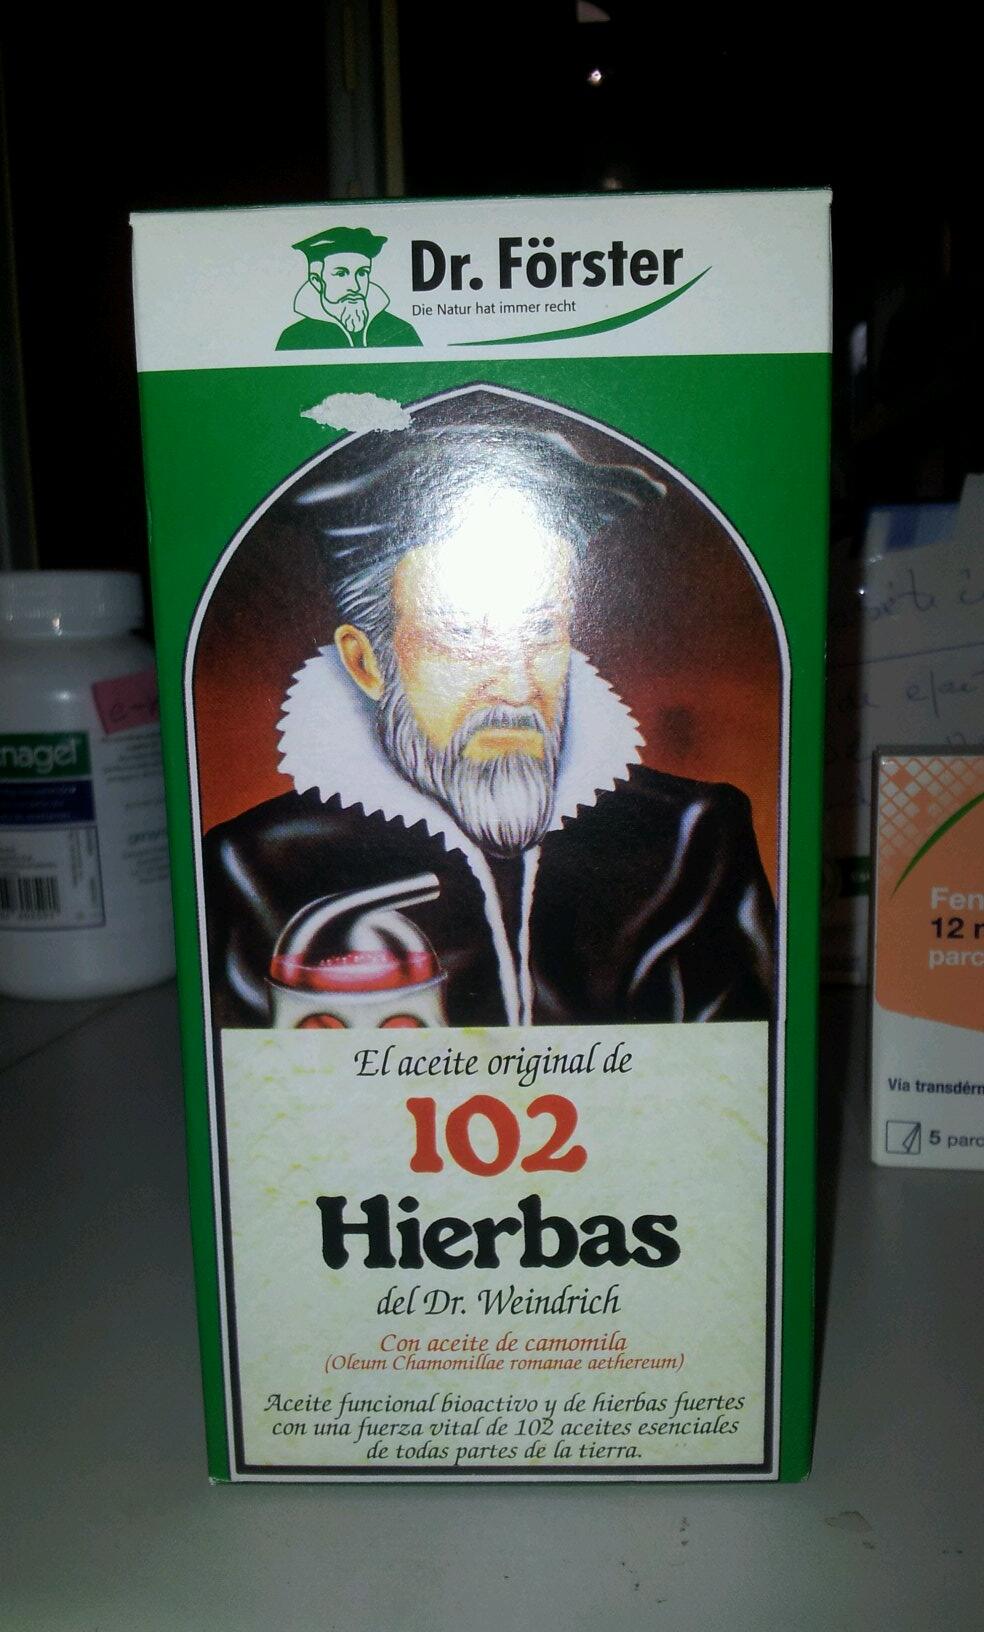 Dr. Förster
Die Natur hat immer recht
El aceite original de
102
Hierbas
del Dr. Weindrich
Con aceite de camomila
(Oleum Chamomillae romanae aethereum)
Aceite funcional bioactivo y de hierbas fuertes
con una fuerza vital de 102 aceites esenciales
de todas partes de la tierra.
nagel
Fen
12
parc
Via transdérm
5 parc